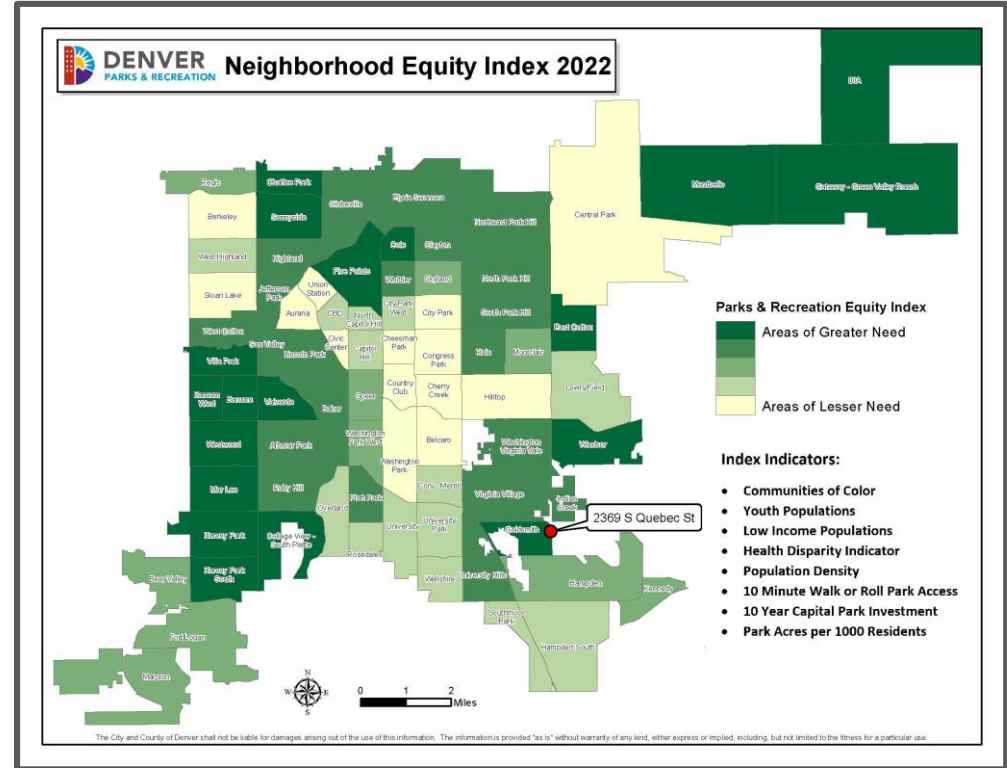 DENVER
PARKS & RECREATION
Neighborhood Equity Index 2022
DIA
Montbello
Gateway - Green Valley Ranch
Regis
Chaffee Park
Globeville
Elyria Swansea
Northeast Park Hill
Central Park
Berkeley
Sunnyside
West Highland
Highland
Five Points
Cole
Clayton
Sloan Lake
Jefferson
Park
Union
Station
Whittier
Skyland
North Park Hill
Auraria
CBD
North
Capitol Hill
City Park
West
City Park
South Park Hill
East Colfax
West Colfax
Sun Valley
Lincoln Park
Civic
Center
Capitol
Hill
Cheesman
Park
Congress
Park
Hale
Montclair
Villa Park
Lowry Field
Barnum
West
Barnum
Valverde
Baker
Speer
Country
Club
Cherry
Creek
Hilltop
Westwood
Athmar Park
Washington
Park West
Washington
Park
Belcaro
Washington
Virginia Vale
Windsor
Mar Lee
Ruby Hill
Overland
Platt Park
Cory - Merrill
Virginia Village
Indian
Creek
Harvey Park
College View -
South Platte
Rosedale
University
University
Park
Goldsmith
2369 S Quebec St
Harvey Park
South
Bear Valley
Wellshire
University Hills
Hampden
Kennedy
Fort Logan
Southmoor
Park
Hampden South
Marston
Parks & Recreation Equity Index
Areas of Greater Need
Areas of Lesser Need
Index Indicators:
• Communities of Color
• Youth Populations
• Low Income Populations
• Health Disparity Indicator
• Population Density
• 10 Minute Walk or Roll Park Access
• 10 Year Capital Park Investment
• Park Acres per 1000 Residents
N
W E
S
0 1 2
Miles
The City and County of Denver shall not be liable for damages arising out of the use of this information. The information is provided "as is" without warranty of any kind, either express or implied, including, but not limited to the fitness for a particular use.